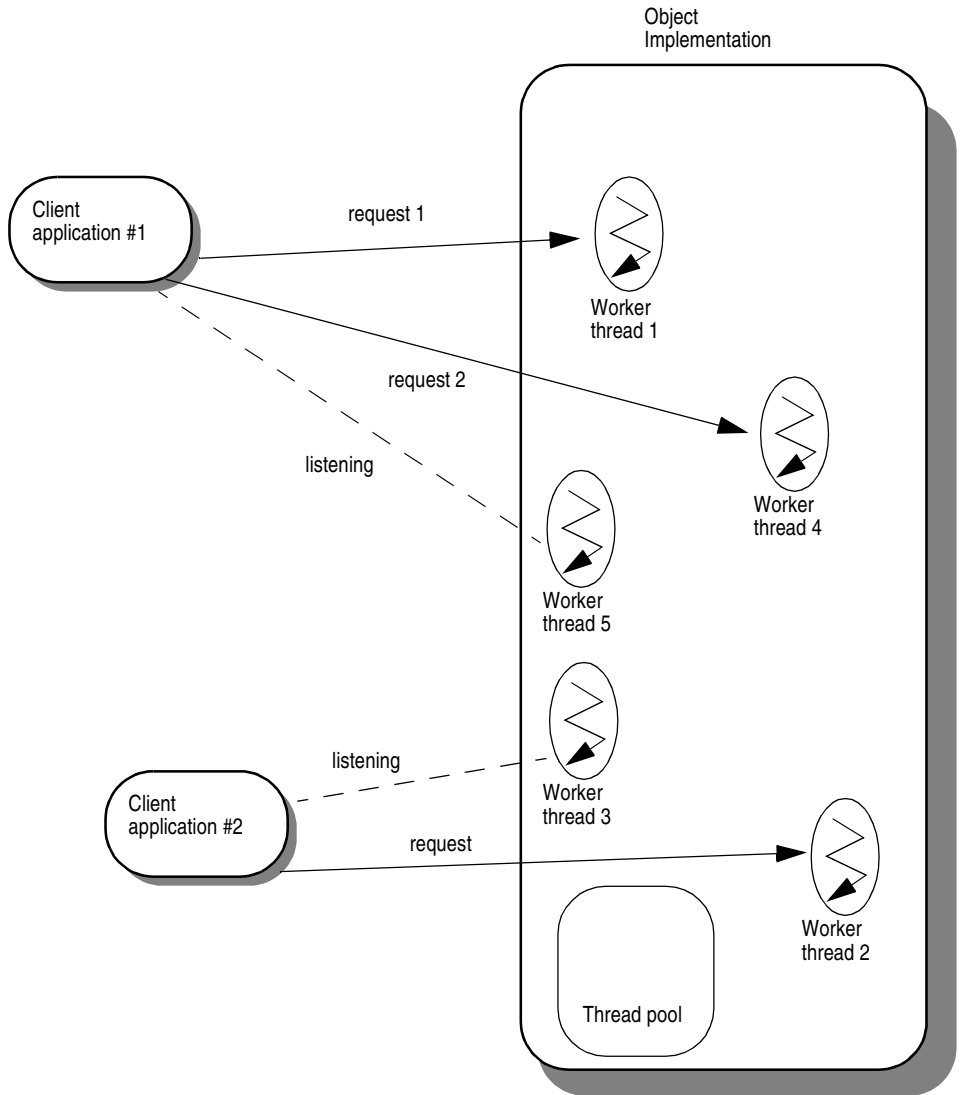 Object
Implementation
Client
application #1
request 1
Worker
thread 1
request 2
Worker
thread 4
listening
Worker
thread 5
listening
Worker
thread 3
Client
application #2
request
Worker
thread 2
Thread pool